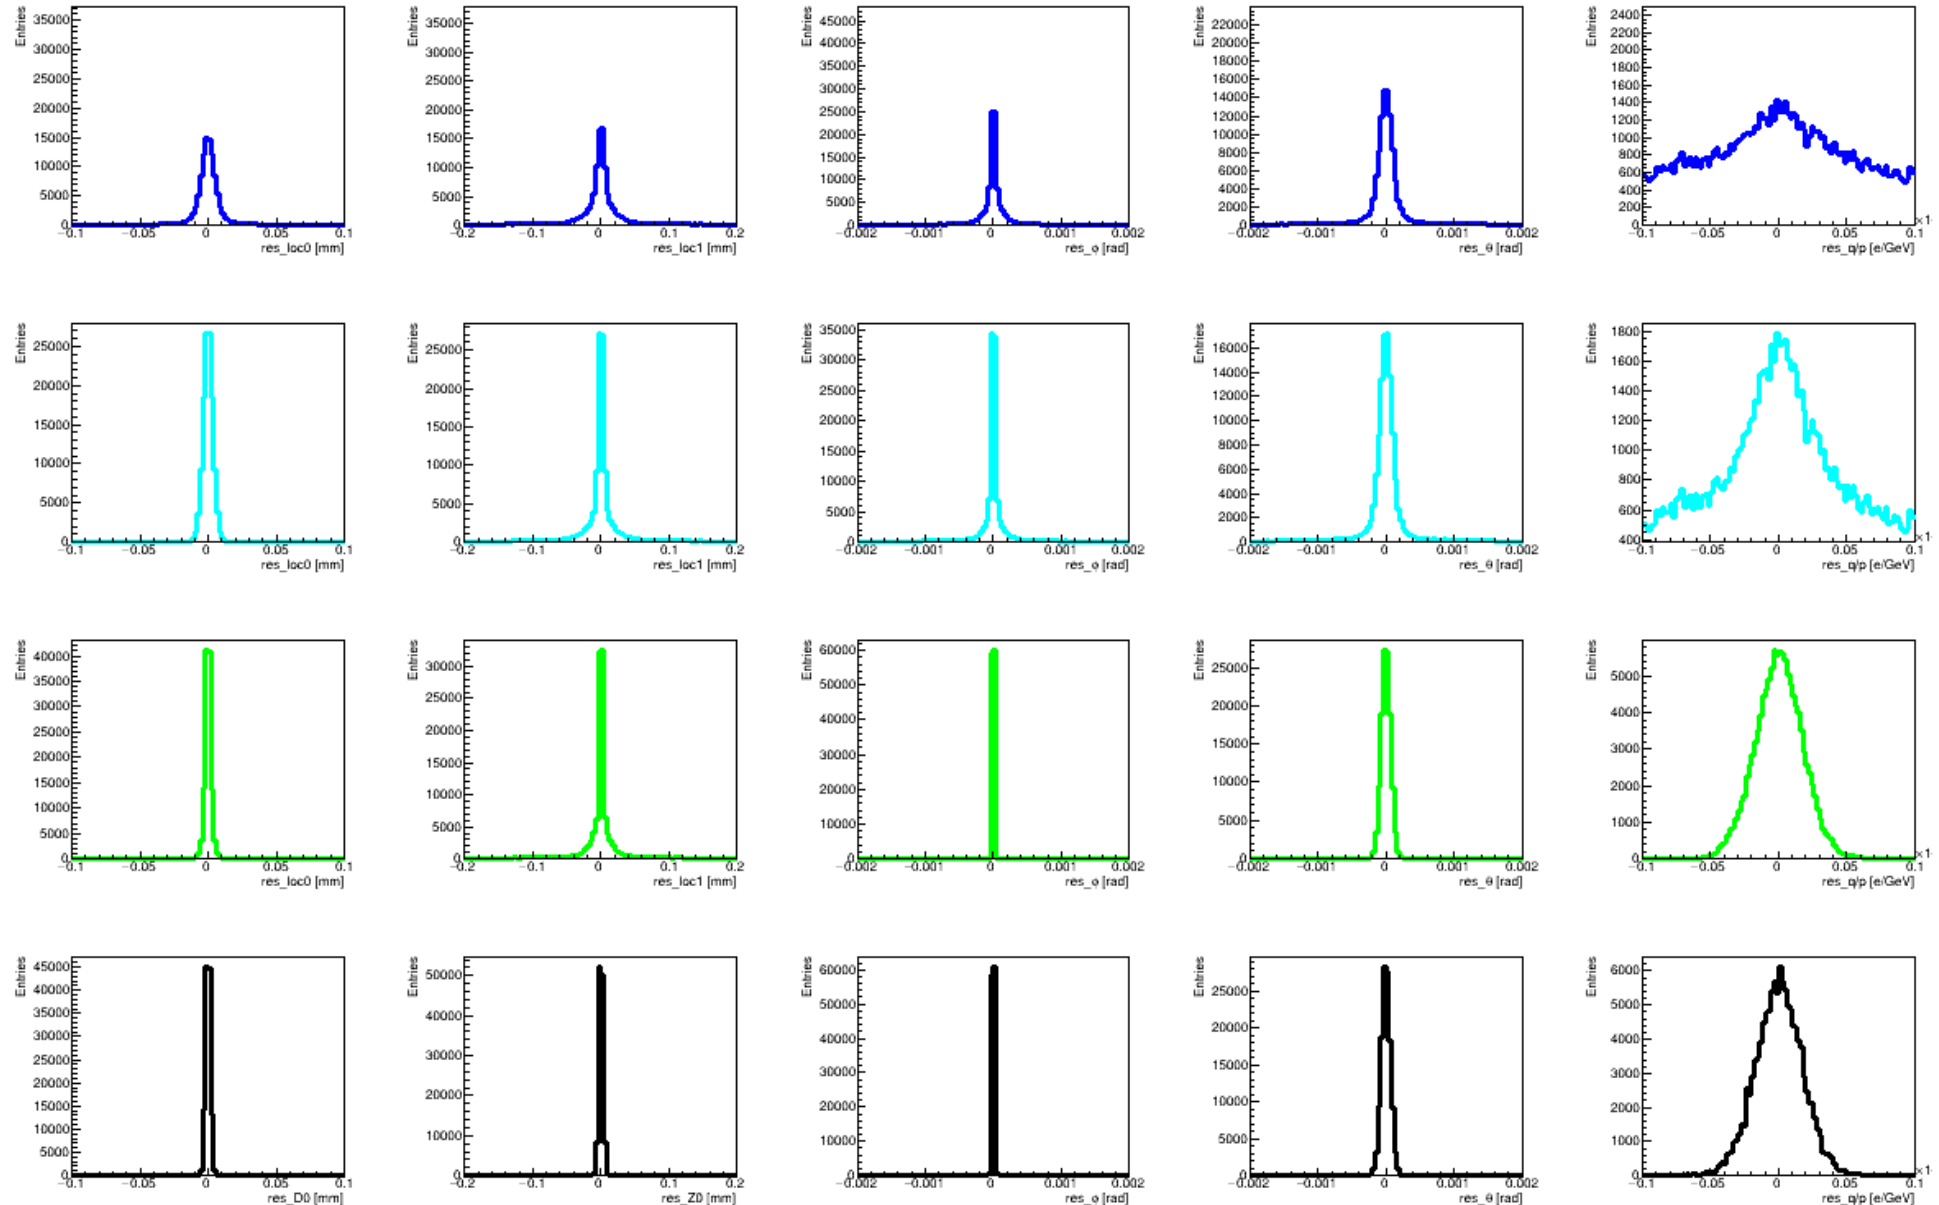 Entries
35000
30000
25000
20000
15000
10000
5000
0
−0.1 −0.05 0 0.05 0.1
res_loc0 [mm]
Entries
35000
30000
25000
20000
15000
10000
5000
0
−0.2 −0.1 0 0.1 0.2
res_loc1 [mm]
Entries
45000
40000
35000
30000
25000
20000
15000
10000
5000
0
−0.002 −0.001 0 0.001 0.002
res_φ [rad]
Entries
22000
20000
18000
16000
14000
12000
10000
8000
6000
4000
2000
0
−0.002 −0.001 0 0.001 0.002
res_θ [rad]
Entries
2400
2200
2000
1800
1600
1400
1200
1000
800
600
400
200
0
×1
−0.1 −0.05 0 0.05 0.1
res_q/p [e/GeV]
Entries
25000
20000
15000
10000
5000
0
−0.1 −0.05 0 0.05 0.1
res_loc0 [mm]
Entries
25000
20000
15000
10000
5000
0
−0.2 −0.1 0 0.1 0.2
res_loc1 [mm]
Entries
35000
30000
25000
20000
15000
10000
5000
0
−0.002 −0.001 0 0.001 0.002
res_φ [rad]
Entries
16000
14000
12000
10000
8000
6000
4000
2000
0
−0.002 −0.001 0 0.001 0.002
res_θ [rad]
Entries
1800
1600
1400
1200
1000
800
600
400
×1
−0.1 −0.05 0 0.05 0.1
res_q/p [e/GeV]
Entries
40000
35000
30000
25000
20000
15000
10000
5000
0
−0.1 −0.05 0 0.05 0.1
res_loc0 [mm]
Entries
30000
25000
20000
15000
10000
5000
0
−0.2 −0.1 0 0.1 0.2
res_loc1 [mm]
Entries
60000
50000
40000
30000
20000
10000
0
−0.002 −0.001 0 0.001 0.002
res_φ [rad]
Entries
25000
20000
15000
10000
5000
0
−0.002 −0.001 0 0.001 0.002
res_θ [rad]
Entries
5000
4000
3000
2000
1000
0
×1
−0.1 −0.05 0 0.05 0.1
res_q/p [e/GeV]
Entries
45000
40000
35000
30000
25000
20000
15000
10000
5000
0
−0.1 −0.05 0 0.05 0.1
res_D0 [mm]
Entries
50000
40000
30000
20000
10000
0
−0.2 −0.1 0 0.1 0.2
res_Z0 [mm]
Entries
60000
50000
40000
30000
20000
10000
0
−0.002 −0.001 0 0.001 0.002
res_φ [rad]
Entries
25000
20000
15000
10000
5000
0
−0.002 −0.001 0 0.001 0.002
res_θ [rad]
Entries
6000
5000
4000
3000
2000
1000
0
×1
−0.1 −0.05 0 0.05 0.1
res_q/p [e/GeV]